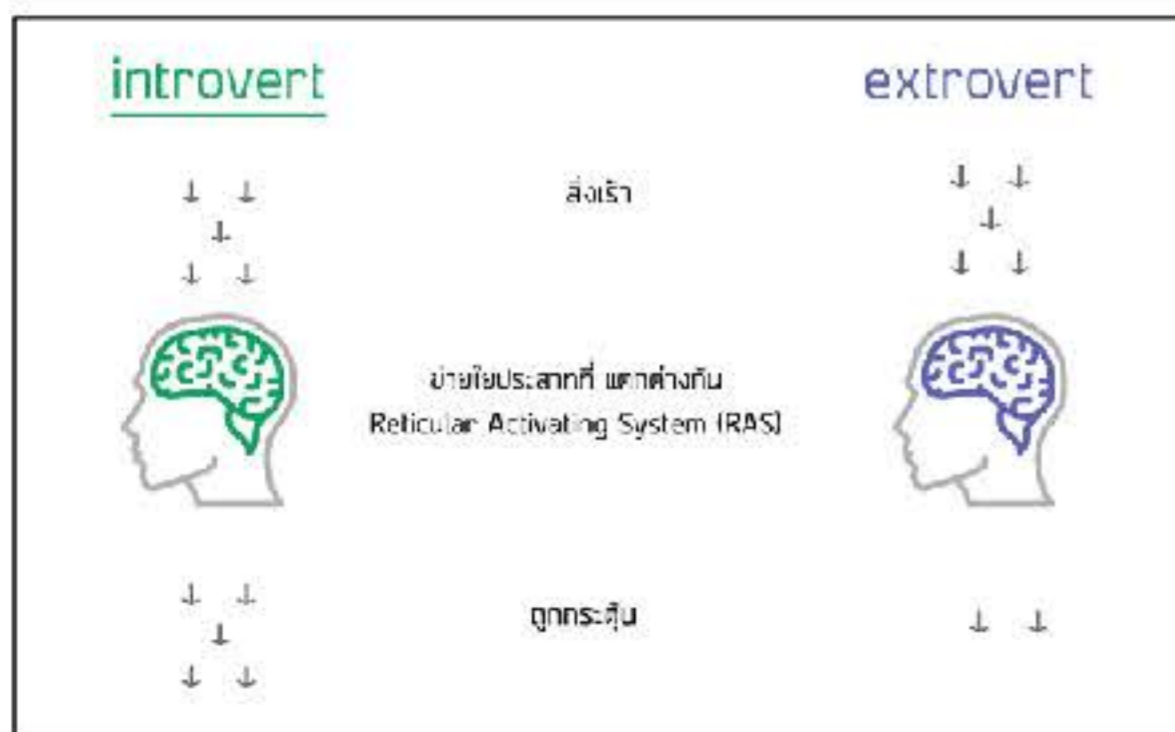 introvert
extrovert
สิ่งเร้า
ข่ายใยประสาทที่ แตกต่างกัน
Reticular Activating System (RAS)
ถูกกระตุ้น